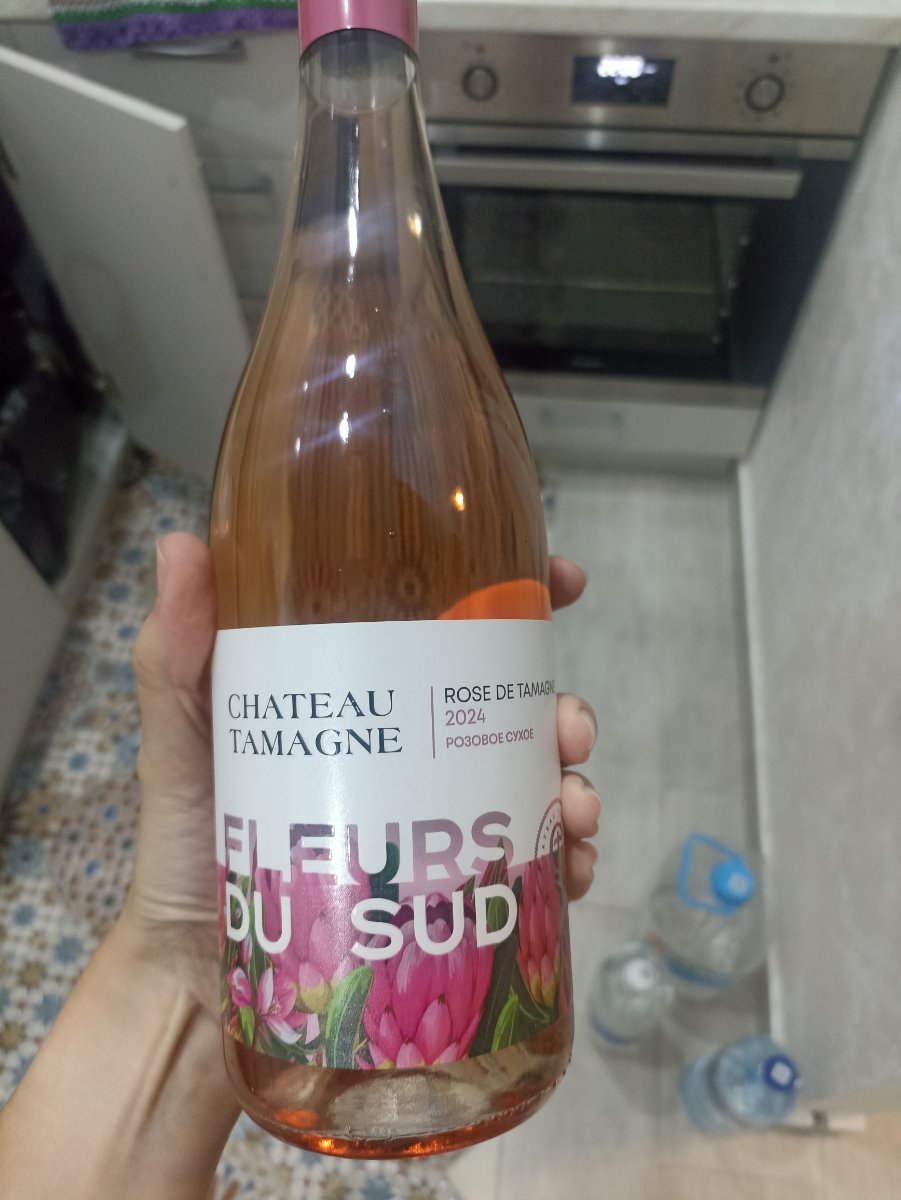 CHATEAU
TAMAGNE
ROSE DE TAMAGNE
2024
РОЗОВОЕ СУХОЕ
FLEURS
DU SUD